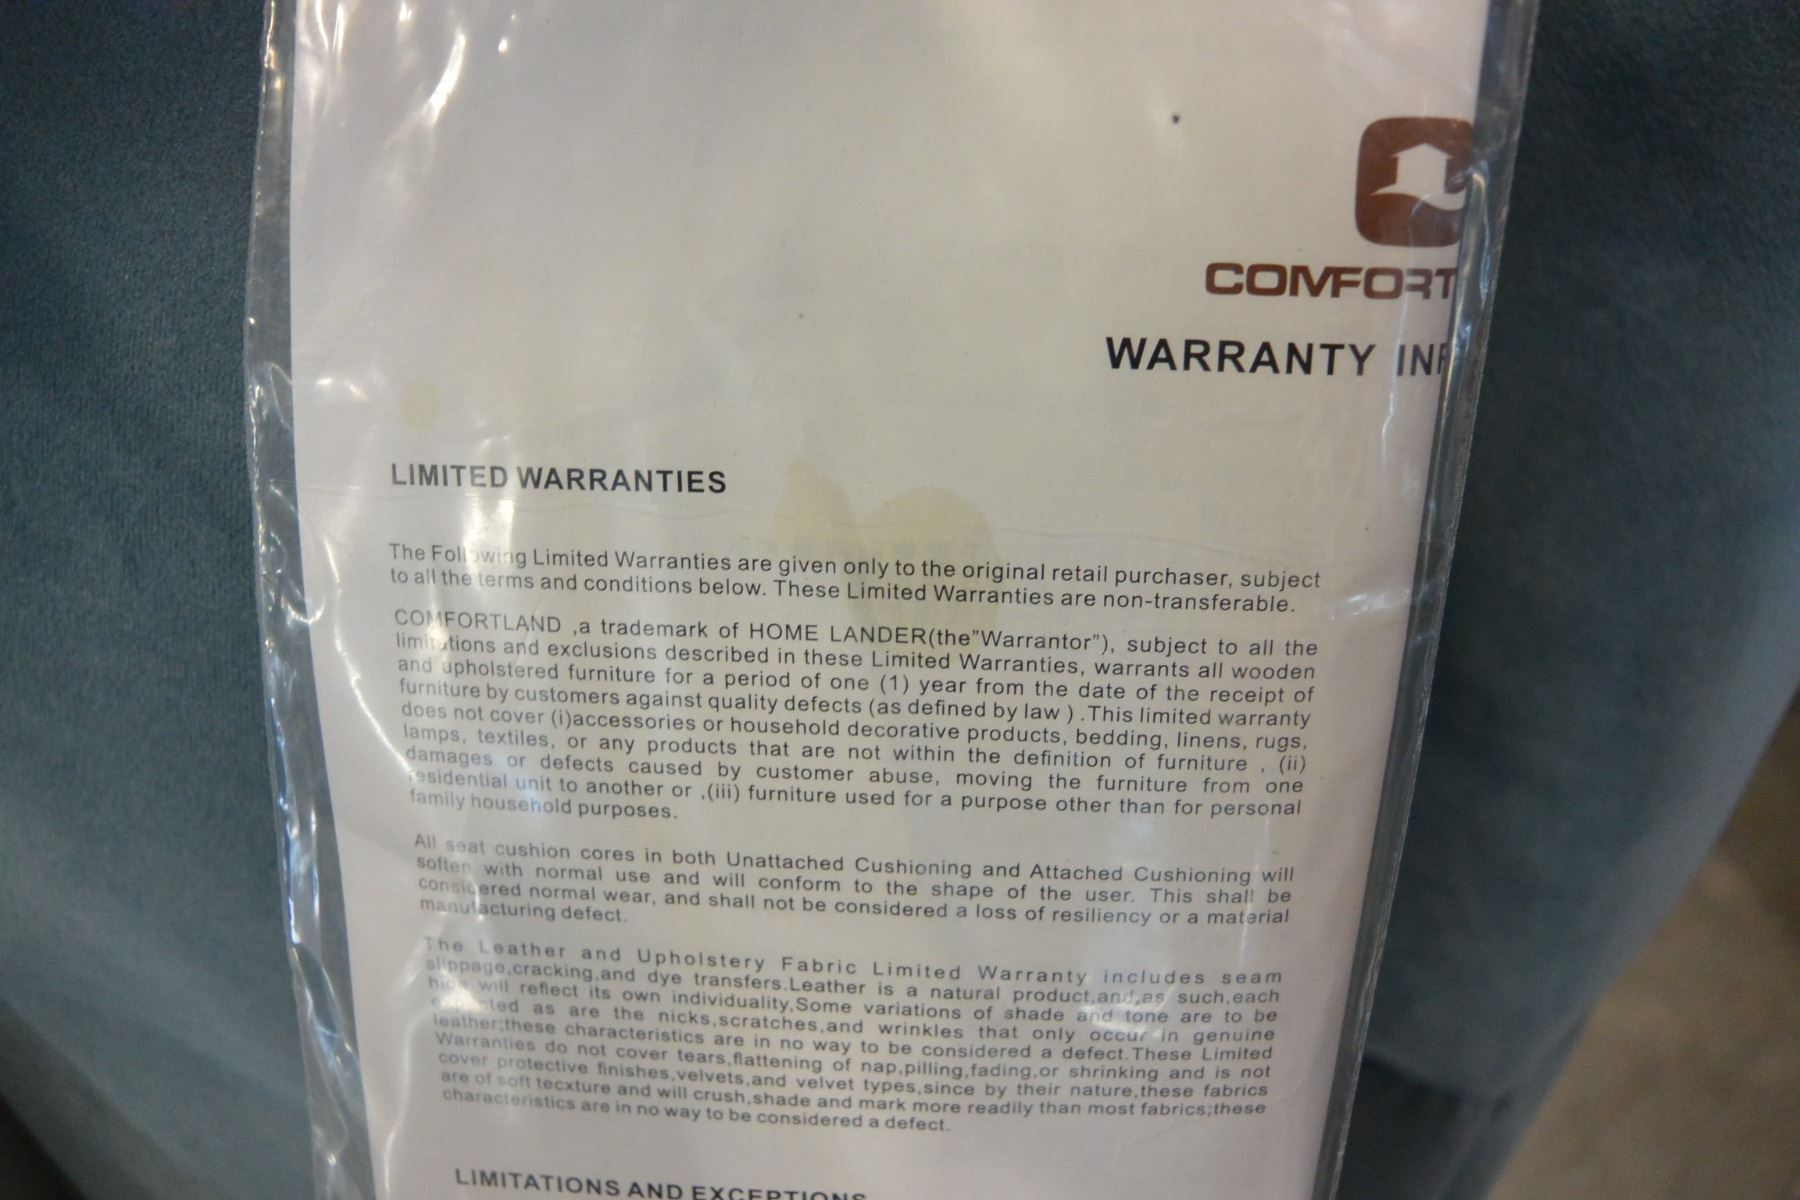 COMFORT
WARRANTY IN
LIMITED WARRANTIES
The Following Limited Warranties are given only to the original retail purchaser, subject
to all the terms and conditions below. These Limited Warranties are non-transferable.
COMFORTLAND ,a trademark of HOME LANDER(the"Warrantor"), subject to all the
limitations and exclusions described in these Limited Warranties, warrants all wooden
and upholstered furniture for a period of one (1) year from the date of the receipt of
furniture by customers against quality defects (as defined by law ) .This limited warranty
does not cover (i)accessories or household decorative products, bedding, linens, rugs,
lamps, textiles, or any products that are not within the definition of furniture , (ii)
damages or defects caused by customer abuse, moving the furniture from one
residential unit to another or ,(iii) furniture used for a purpose other than for personal
family household purposes.
All seat cushion cores in both Unattached Cushioning and Attached Cushioning will
soften with normal use and will conform to the shape of the user. This shall be
considered normal wear, and shall not be considered a loss of resiliency or a material
manufacturing defect.
The Leather and Upholstery Fabric Limited Warranty includes seam
slippage,cracking,and dye transfers.Leather is a natural product,and,as such,each
hide will reflect its own individuality,Some variations of shade and tone are to be
expected as are the nicks,scratches,and wrinkles that only occur in genuine
leather;these characteristics are in no way to be considered a defect.These Limited
Warranties do not cover tears,flattening of nap,pilling,fading,or shrinking and is not
cover protective finishes,velvets,and velvet types,since by their nature,these fabrics
are of soft tecxture and will crush,shade and mark more readily than most fabrics;these
characteristics are in no way to be considered a defect.
LIMITATIONS AND EXCEPTIONS